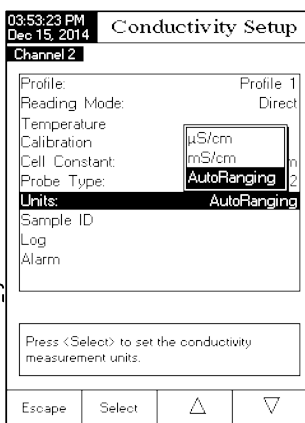 03:53:23 PM
Dec 15, 2014
Conductivity Setup
Channel 2
Profile: Profile 1
Reading Mode: Direct
Temperature
Calibration
Cell Constant: m
Probe Type: 2
µS/cm
mS/cm
AutoRanging
Units: AutoRanging
Sample ID
Log
Alarm
Press <Select> to set the conductivity
measurement units.
Escape Select △ ▽